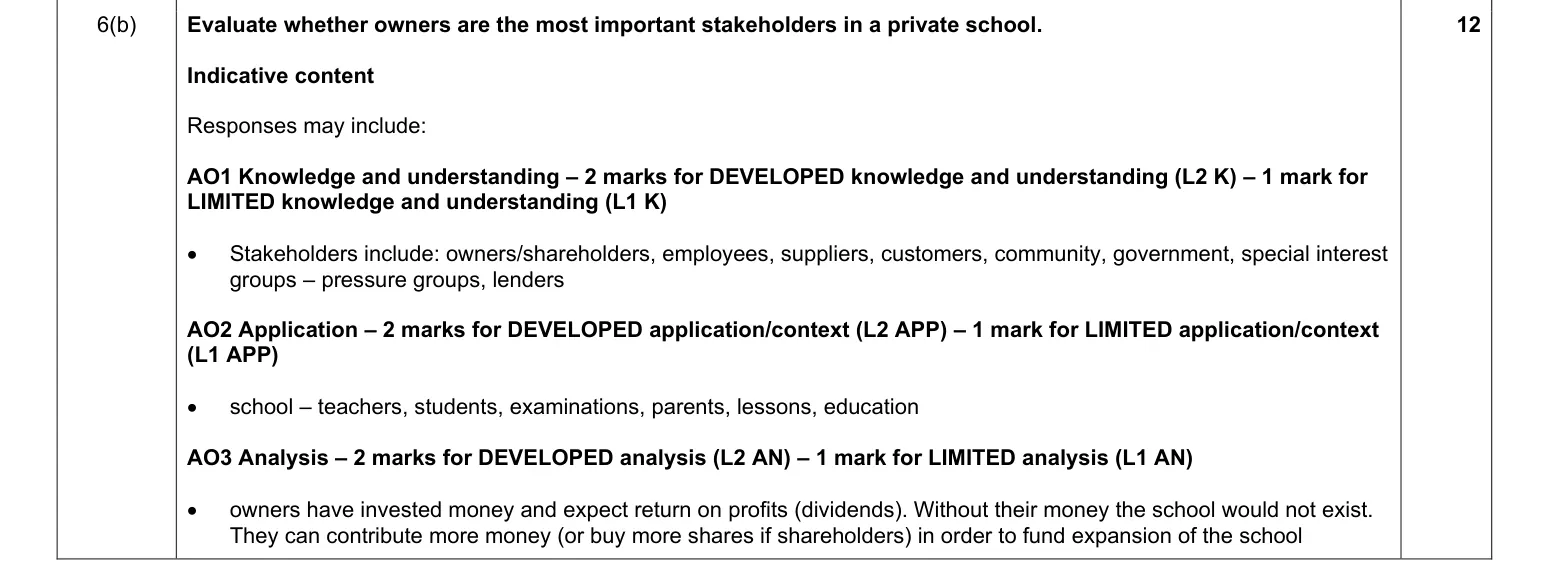 6(b) Evaluate whether owners are the most important stakeholders in a private school. 12
Indicative content
Responses may include:
AO1 Knowledge and understanding – 2 marks for DEVELOPED knowledge and understanding (L2 K) – 1 mark for
LIMITED knowledge and understanding (L1 K)
• Stakeholders include: owners/shareholders, employees, suppliers, customers, community, government, special interest
groups – pressure groups, lenders
AO2 Application – 2 marks for DEVELOPED application/context (L2 APP) – 1 mark for LIMITED application/context
(L1 APP)
• school – teachers, students, examinations, parents, lessons, education
AO3 Analysis – 2 marks for DEVELOPED analysis (L2 AN) – 1 mark for LIMITED analysis (L1 AN)
• owners have invested money and expect return on profits (dividends). Without their money the school would not exist.
They can contribute more money (or buy more shares if shareholders) in order to fund expansion of the school